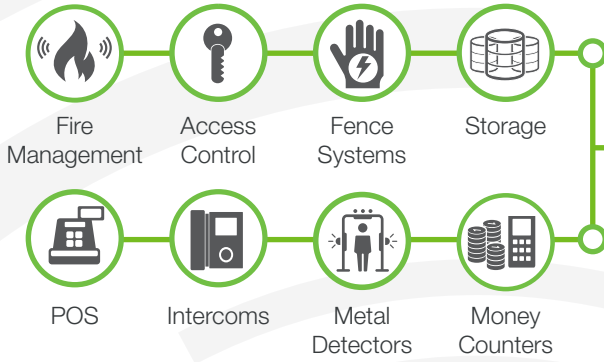 Fire
Management
Access
Control
Fence
Systems
Storage
POS
Intercoms
Metal
Detectors
Money
Counters